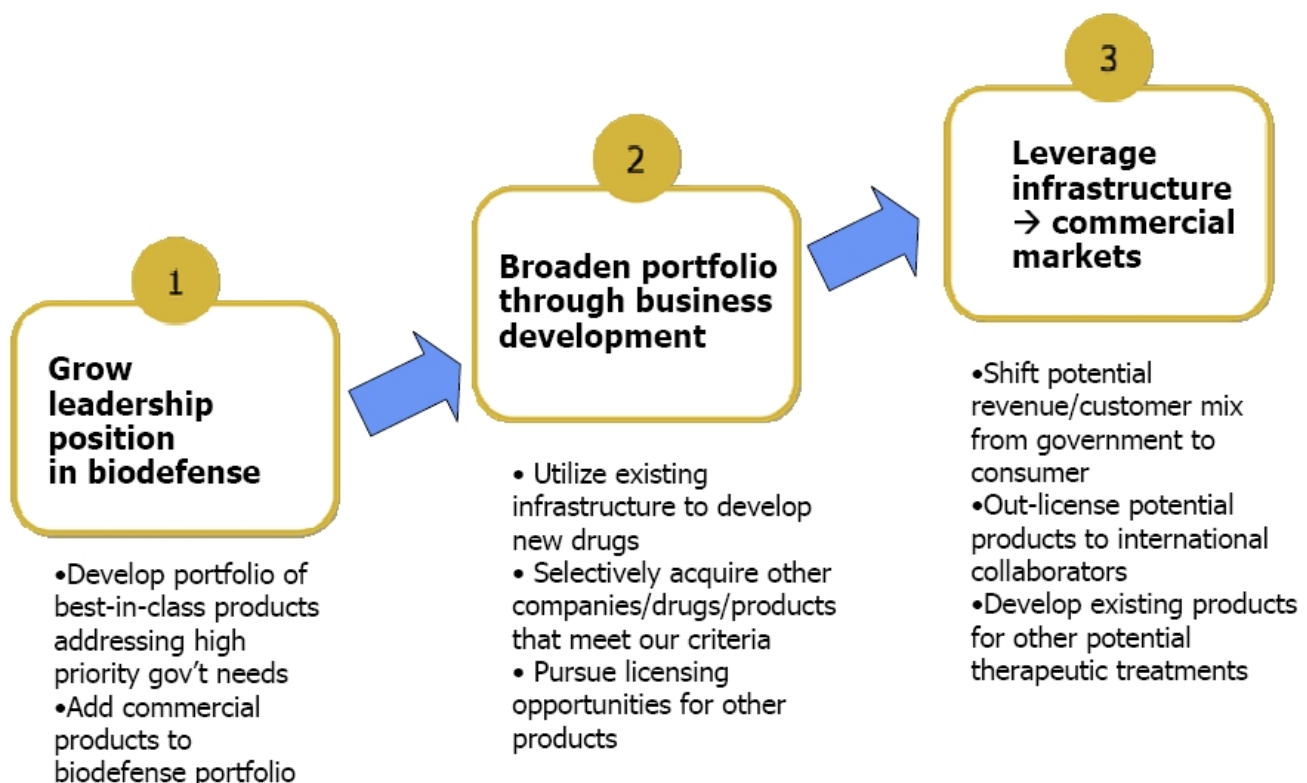 1
Grow
leadership
position
in biodefense
•Develop portfolio of
best-in-class products
addressing high
priority gov't needs
•Add commercial
products to
biodefense portfolio
2
Broaden portfolio
through business
development
• Utilize existing
infrastructure to develop
new drugs
• Selectively acquire other
companies/drugs/products
that meet our criteria
• Pursue licensing
opportunities for other
products
3
Leverage
infrastructure
→ commercial
markets
•Shift potential
revenue/customer mix
from government to
consumer
•Out-license potential
products to international
collaborators
•Develop existing products
for other potential
therapeutic treatments